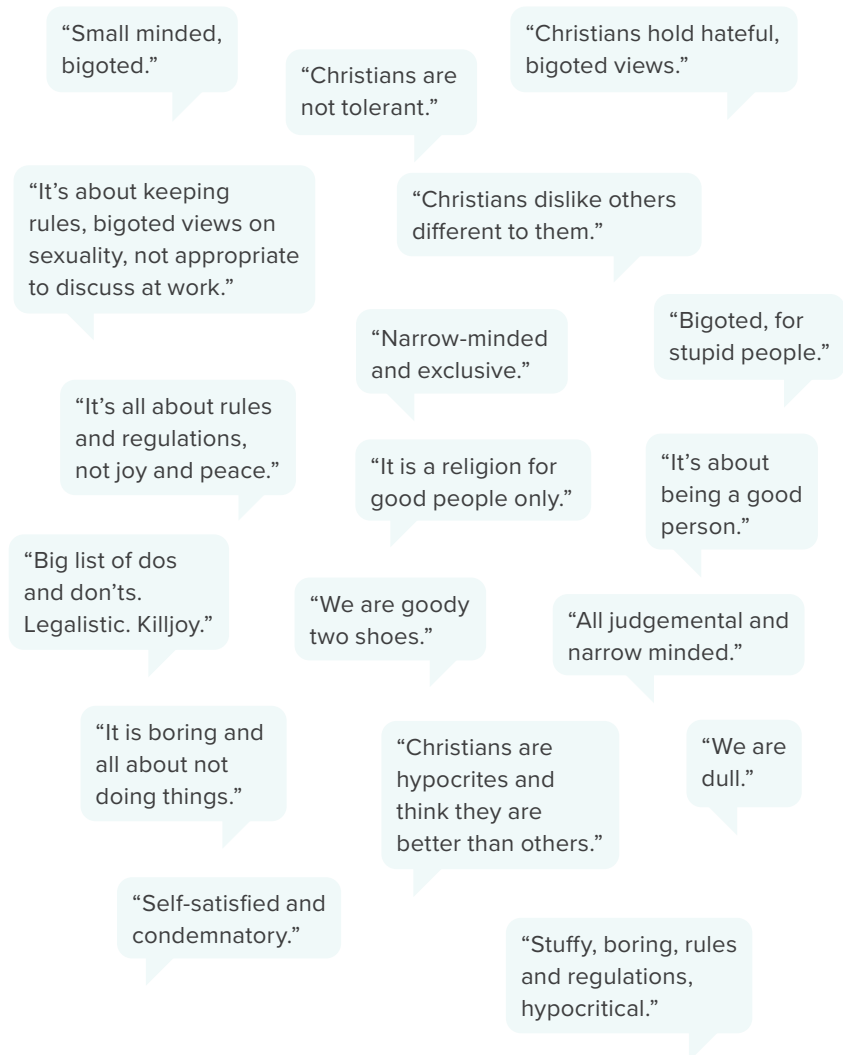 “Small minded,
bigoted.”
“Christians are
not tolerant.”
“Christians hold hateful,
bigoted views.”
“It’s about keeping
rules, bigoted views on
sexuality, not appropriate
to discuss at work.”
“Christians dislike others
different to them.”
“Narrow-minded
and exclusive.”
“Bigoted, for
stupid people.”
“It’s all about rules
and regulations,
not joy and peace.”
“It is a religion for
good people only.”
“It’s about
being a good
person.”
“Big list of dos
and don’ts.
Legalistic. Killjoy.”
“We are goody
two shoes.”
“All judgemental and
narrow minded.”
“It is boring and
all about not
doing things.”
“Christians are
hypocrites and
think they are
better than others.”
“We are
dull.”
“Self-satisfied and
condemnatory.”
“Stuffy, boring, rules
and regulations,
hypocritical.”